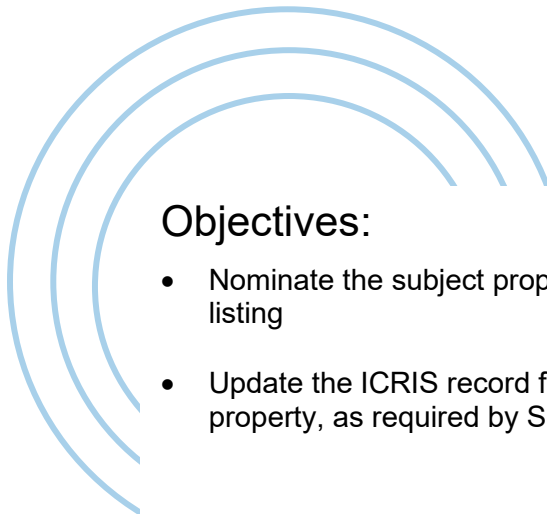 Objectives:
• Nominate the subject prop
listing
• Update the ICRIS record f
property, as required by S